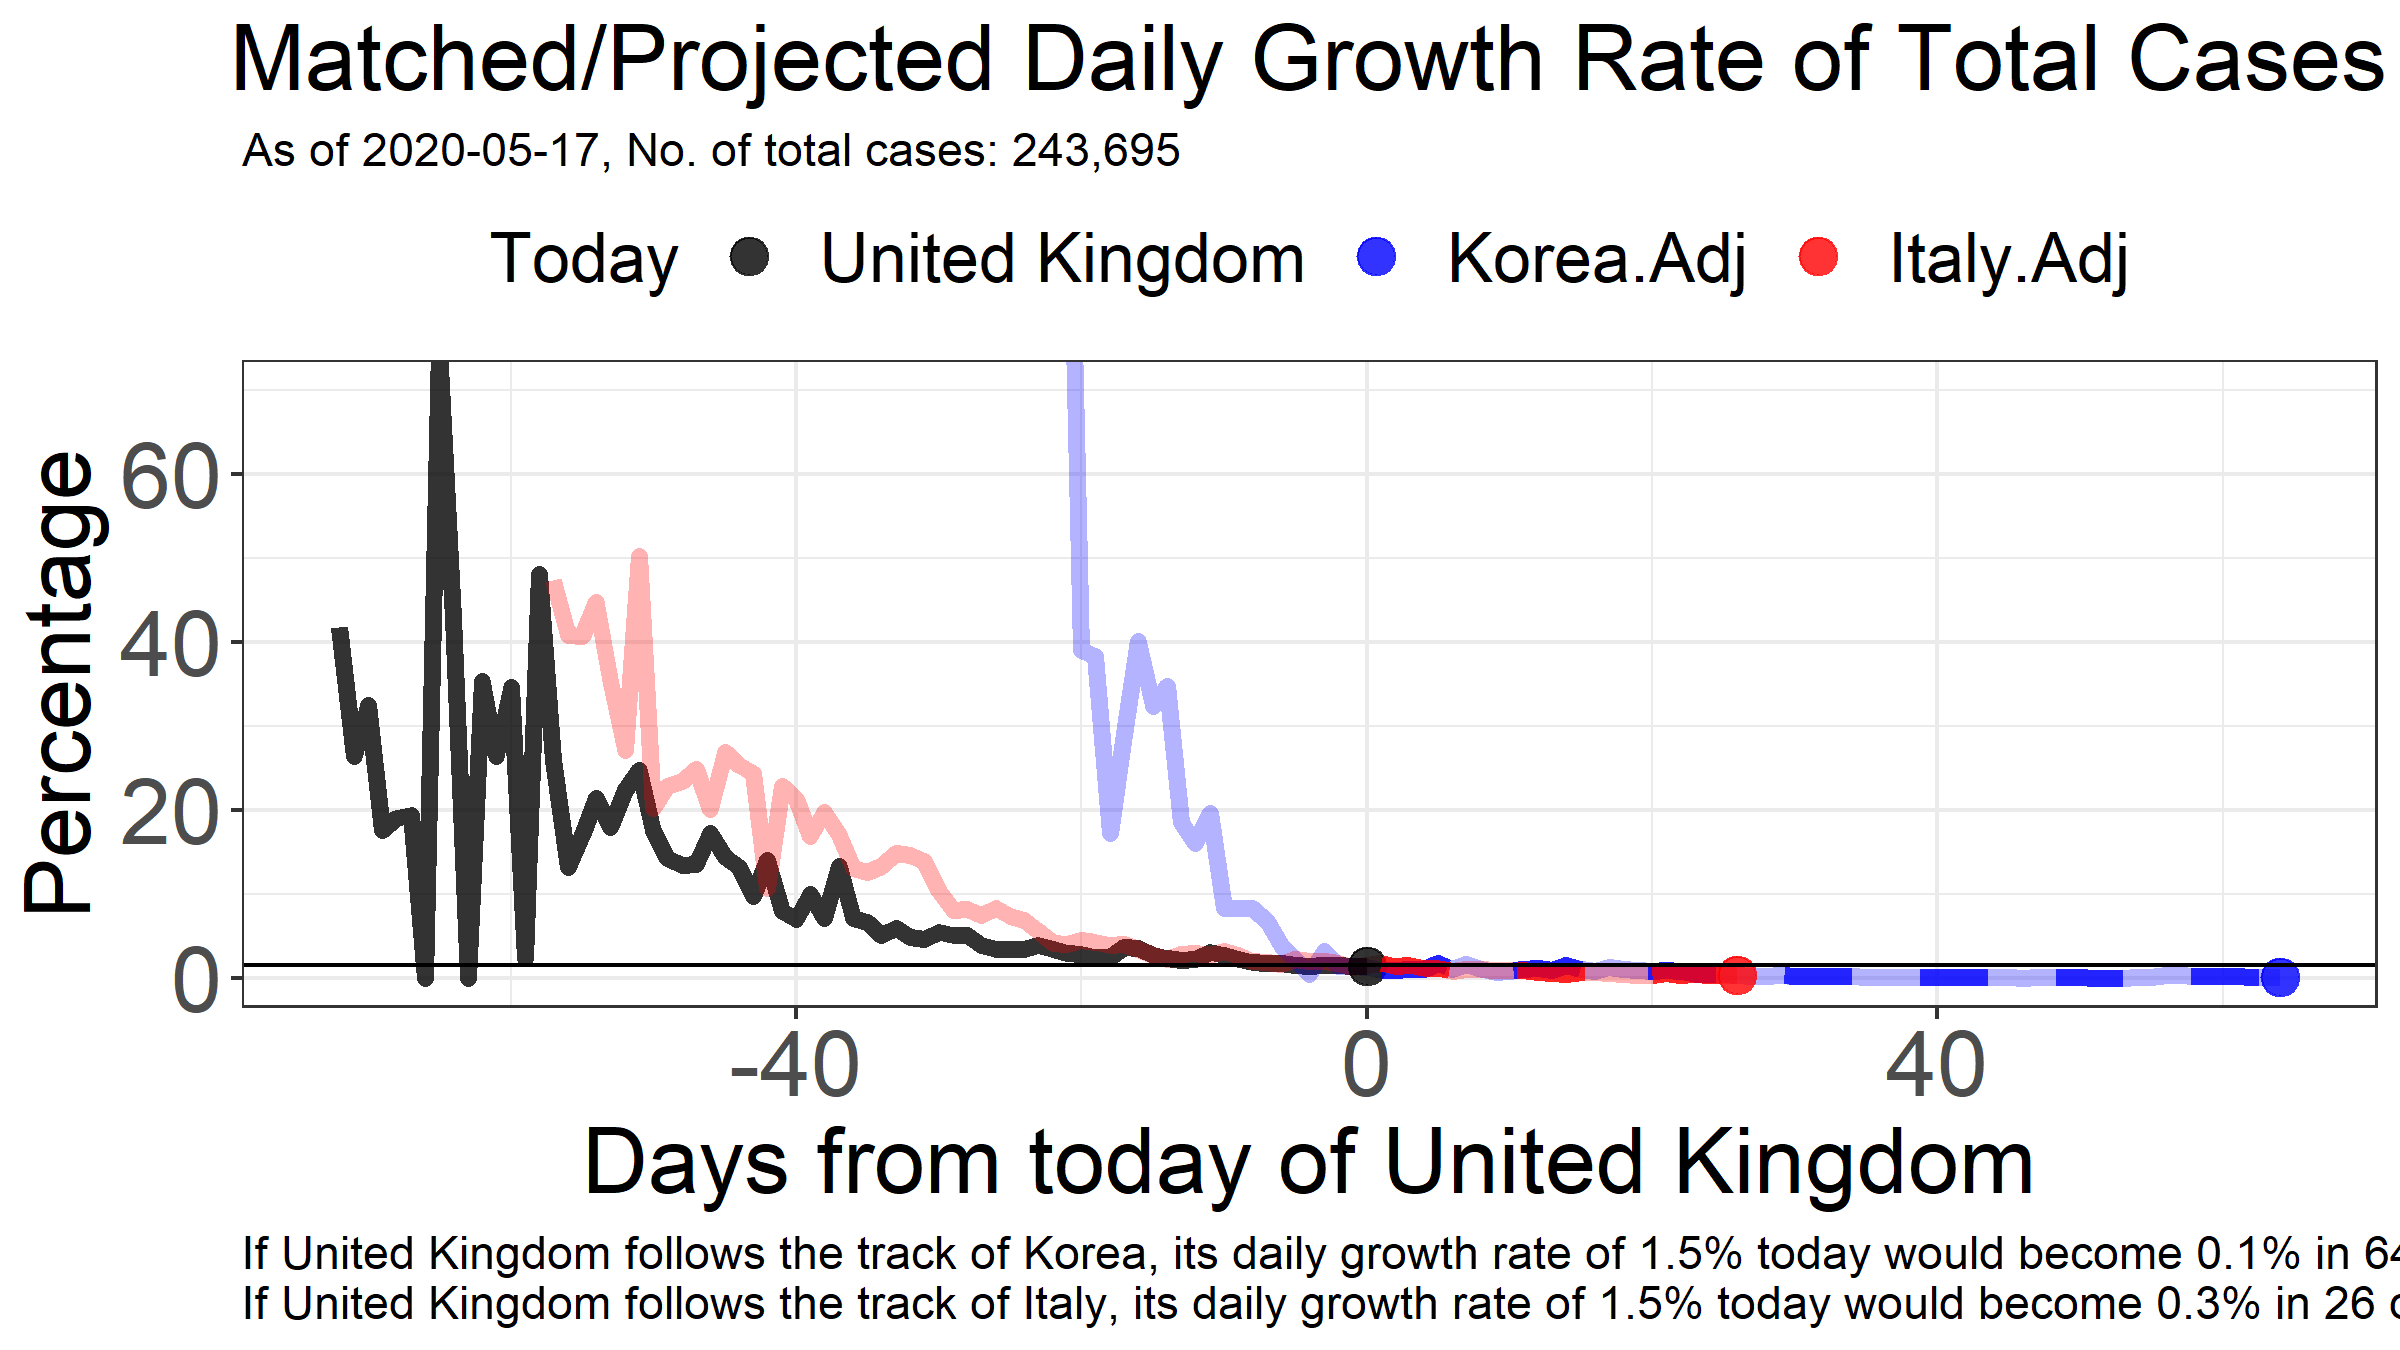 Matched/Projected Daily Growth Rate of Total Cases
As of 2020-05-17, No. of total cases: 243,695
Today United Kingdom Korea.Adj Italy.Adj
Percentage
60
40
20
0
-40 0 40
Days from today of United Kingdom
If United Kingdom follows the track of Korea, its daily growth rate of 1.5% today would become 0.1% in 64
If United Kingdom follows the track of Italy, its daily growth rate of 1.5% today would become 0.3% in 26